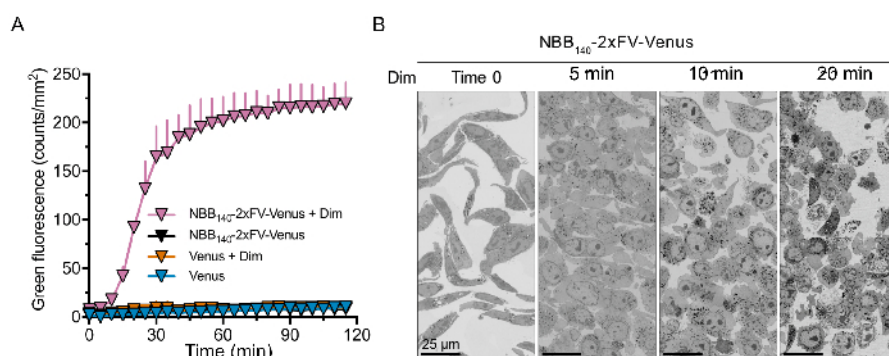 A
Green fluorescence (counts/mm²)
250
200
150
100
50
0
0 30 60 90 120
Time (min)
NBB₁₄₀-2xFV-Venus + Dim
NBB₁₄₀-2xFV-Venus
Venus + Dim
Venus
B
NBB₁₄₀-2xFV-Venus
Dim Time 0 5 min 10 min 20 min
25 µm